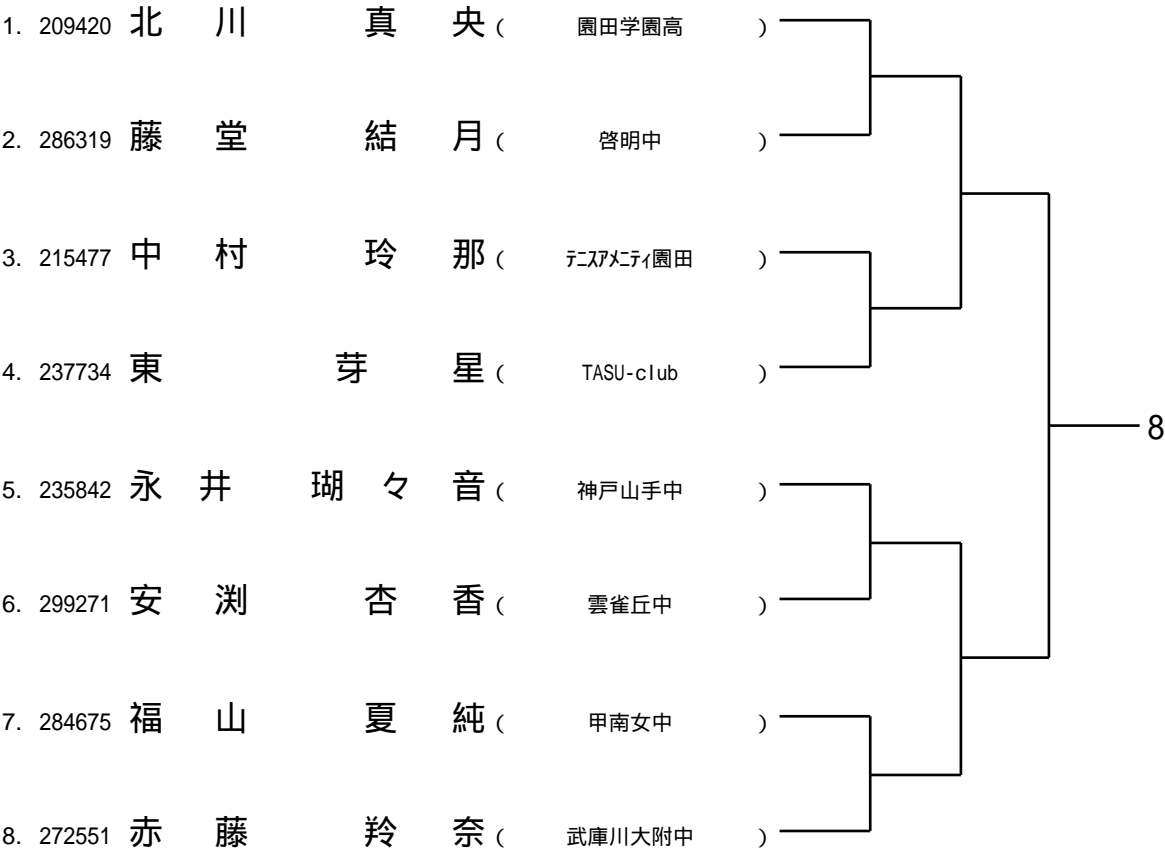 1. 209420 北川 真央 ( 園田学園高 )
2. 286319 藤堂 結月 ( 啓明中 )
3. 215477 中村 玲那 ( ﾃﾆｽｱﾒﾆﾃｨ園田 )
4. 237734 東 芽星 ( TASU-club )
8
5. 235842 永井 瑚々音 ( 神戸山手中 )
6. 299271 安渕 杏香 ( 雲雀丘中 )
7. 284675 福山 夏純 ( 甲南女中 )
8. 272551 赤藤 羚奈 ( 武庫川大附中 )